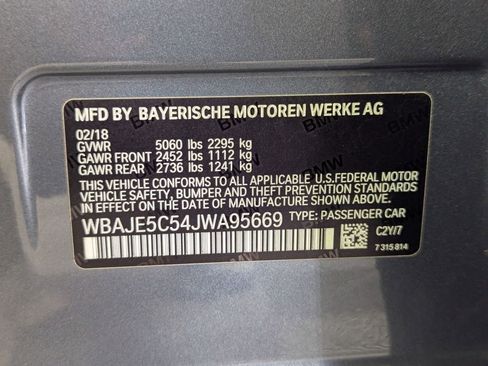 MFD BY BAYERISCHE MOTOREN WERKE AG
02/18
GVWR 5060 lbs 2295 kg
GAWR FRONT 2452 lbs 1112 kg
GAWR REAR 2736 lbs 1241 kg
THIS VEHICLE CONFORMS TO ALL APPLICABLE U.S.FEDERAL MOTOR
VEHICLE SAFETY, BUMPER, AND THEFT PREVENTION STANDARDS
IN EFFECT ON THE DATE OF MANUFACTURE SHOWN ABOVE.
WBAJE5C54JWA95669 TYPE: PASSENGER CAR
C2Y/7
7 315 814